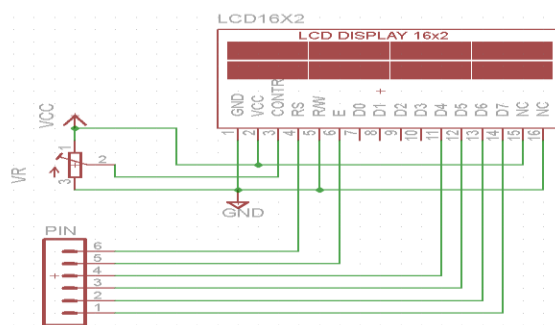 LCD16X2
LCD DISPLAY 16x2
GND
VCC
CONTR
RS
R/W
E
D0
D1
D2
D3
D4
D5
D6
D7
NC
NC
1
2
3
4
5
6
7
8
9
10
11
12
13
14
15
16
VCC
VR
1
2
3
GND
PIN
6
5
4
3
2
1